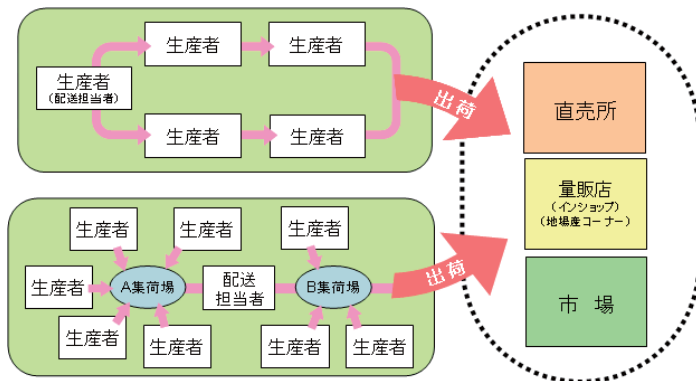 生産者
生産者
生産者
(配送担当者)
生産者
生産者
出荷
直売所
量販店
(インショップ)
(地場産コーナー)
市場
生産者
生産者
生産者
生産者
A集荷場
配送
担当者
B集荷場
出荷
生産者
生産者
生産者
生産者